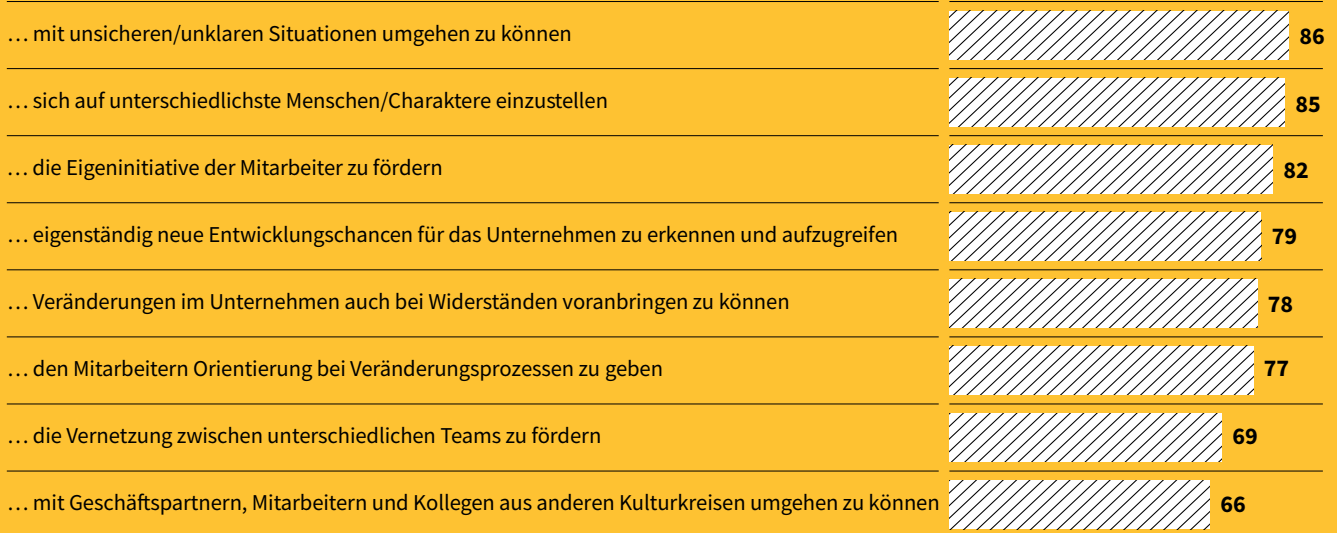 … mit unsicheren/unklaren Situationen umgehen zu können 86
… sich auf unterschiedlichste Menschen/Charaktere einzustellen 85
… die Eigeninitiative der Mitarbeiter zu fördern 82
… eigenständig neue Entwicklungschancen für das Unternehmen zu erkennen und aufzugreifen 79
… Veränderungen im Unternehmen auch bei Widerständen voranbringen zu können 78
… den Mitarbeitern Orientierung bei Veränderungsprozessen zu geben 77
… die Vernetzung zwischen unterschiedlichen Teams zu fördern 69
… mit Geschäftspartnern, Mitarbeitern und Kollegen aus anderen Kulturkreisen umgehen zu können 66